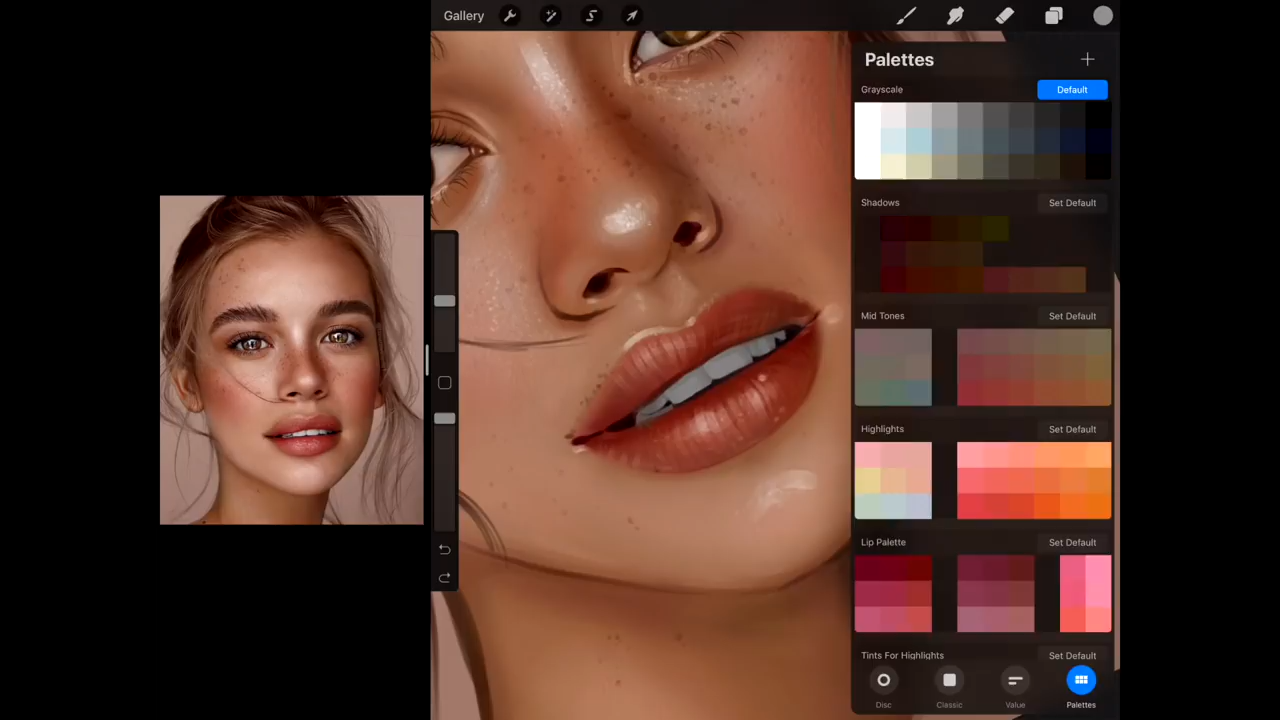 Gallery
Palettes
Grayscale
Default
Shadows
Set Default
Mid Tones
Set Default
Highlights
Set Default
Lip Palette
Set Default
Tints For Highlights
Set Default
Disc
Classic
Value
Palettes